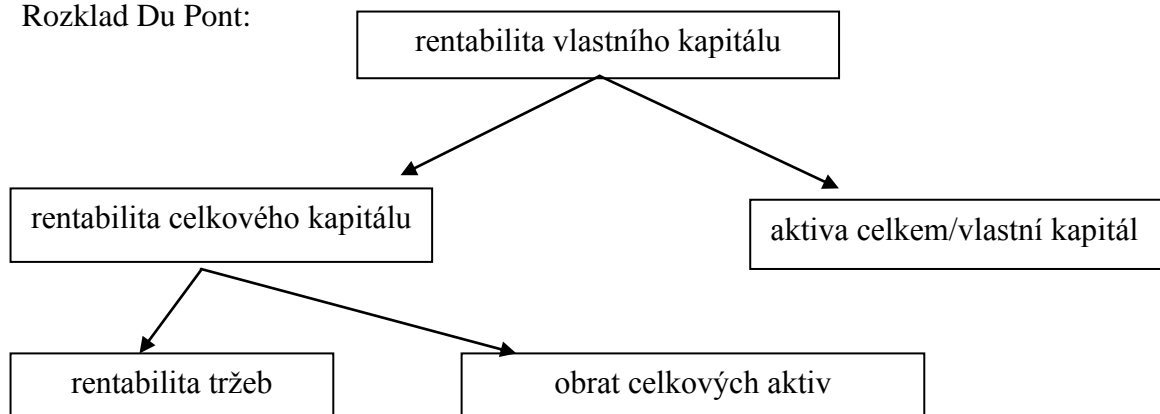 Rozklad Du Pont:
rentabilita vlastního kapitálu
rentabilita celkového kapitálu
aktiva celkem/vlastní kapitál
rentabilita tržeb
obrat celkových aktiv